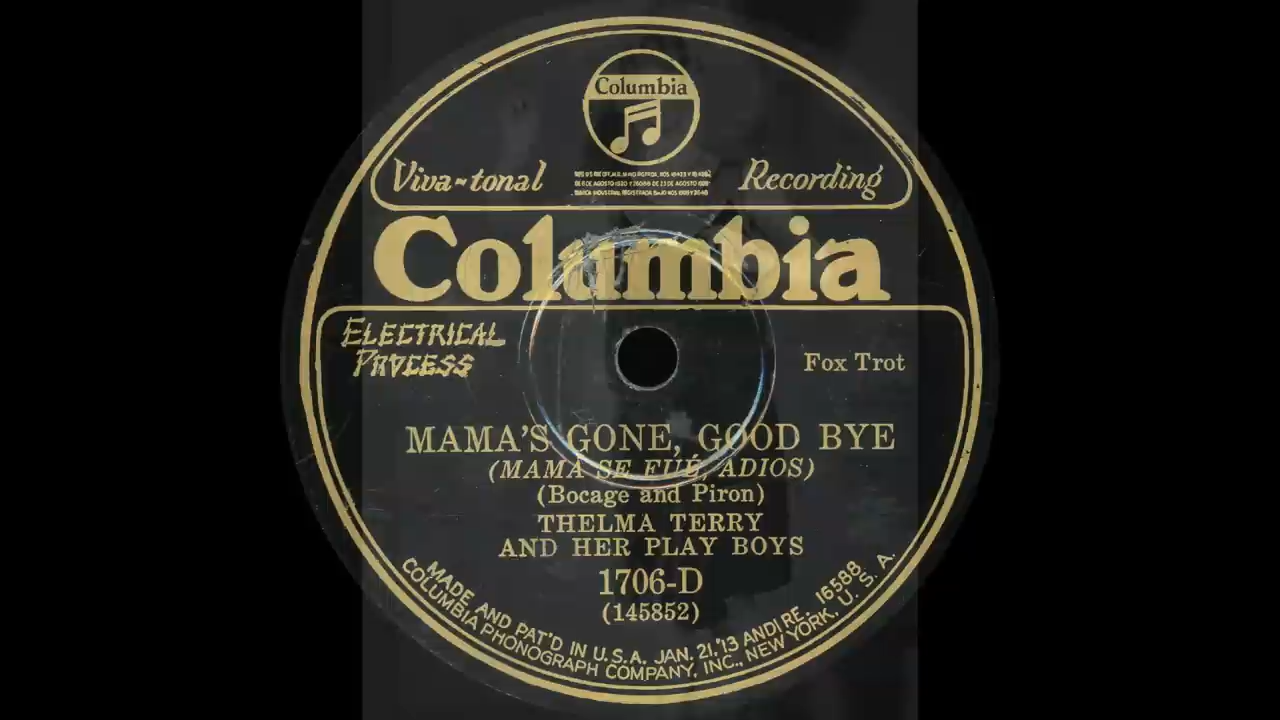 Columbia
Viva-tonal Recording
Columbia
ELECTRICAL
PROCESS
Fox Trot
MAMA'S GONE, GOOD BYE
(MAMÁ SE FUÉ, ADIOS)
(Bocage and Piron)
THELMA TERRY
AND HER PLAY BOYS
1706-D
(145852)
MADE AND PAT'D IN U.S.A. JAN. 21,'13 AND RE. 16588
COLUMBIA PHONOGRAPH COMPANY, INC., NEW YORK, U. S. A.